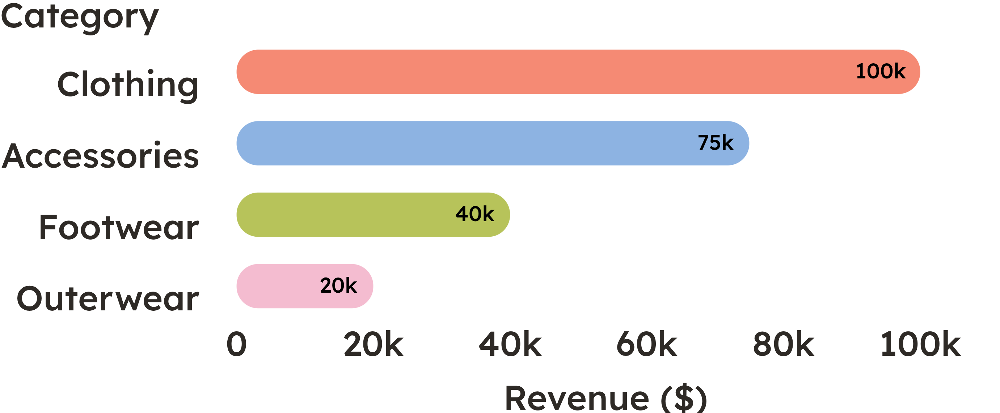 Category
Clothing 100k
Accessories 75k
Footwear 40k
Outerwear 20k
0 20k 40k 60k 80k 100k
Revenue ($)